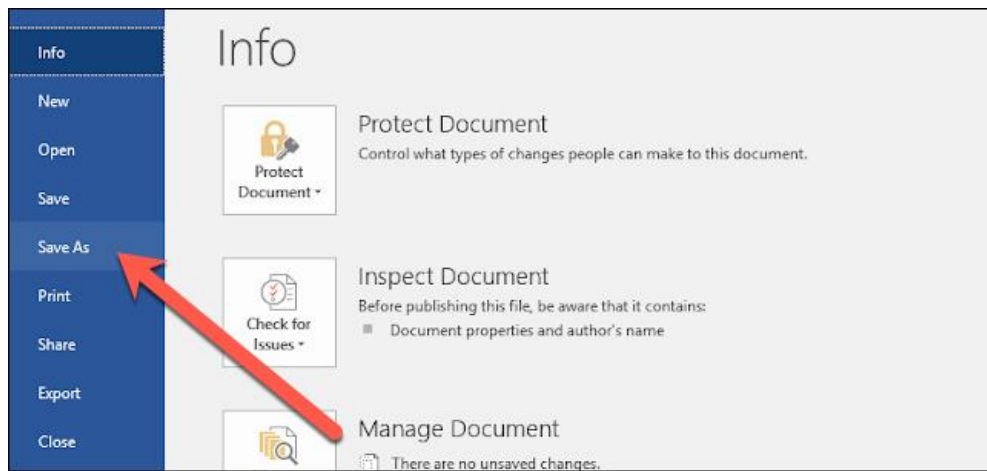 Info
New
Open
Save
Save As
Print
Share
Export
Close
Info
Protect
Document
Protect Document
Control what types of changes people can make to this document.
Check for
Issues
Inspect Document
Before publishing this file, be aware that it contains:
Document properties and author's name
Manage Document
There are no unsaved changes.